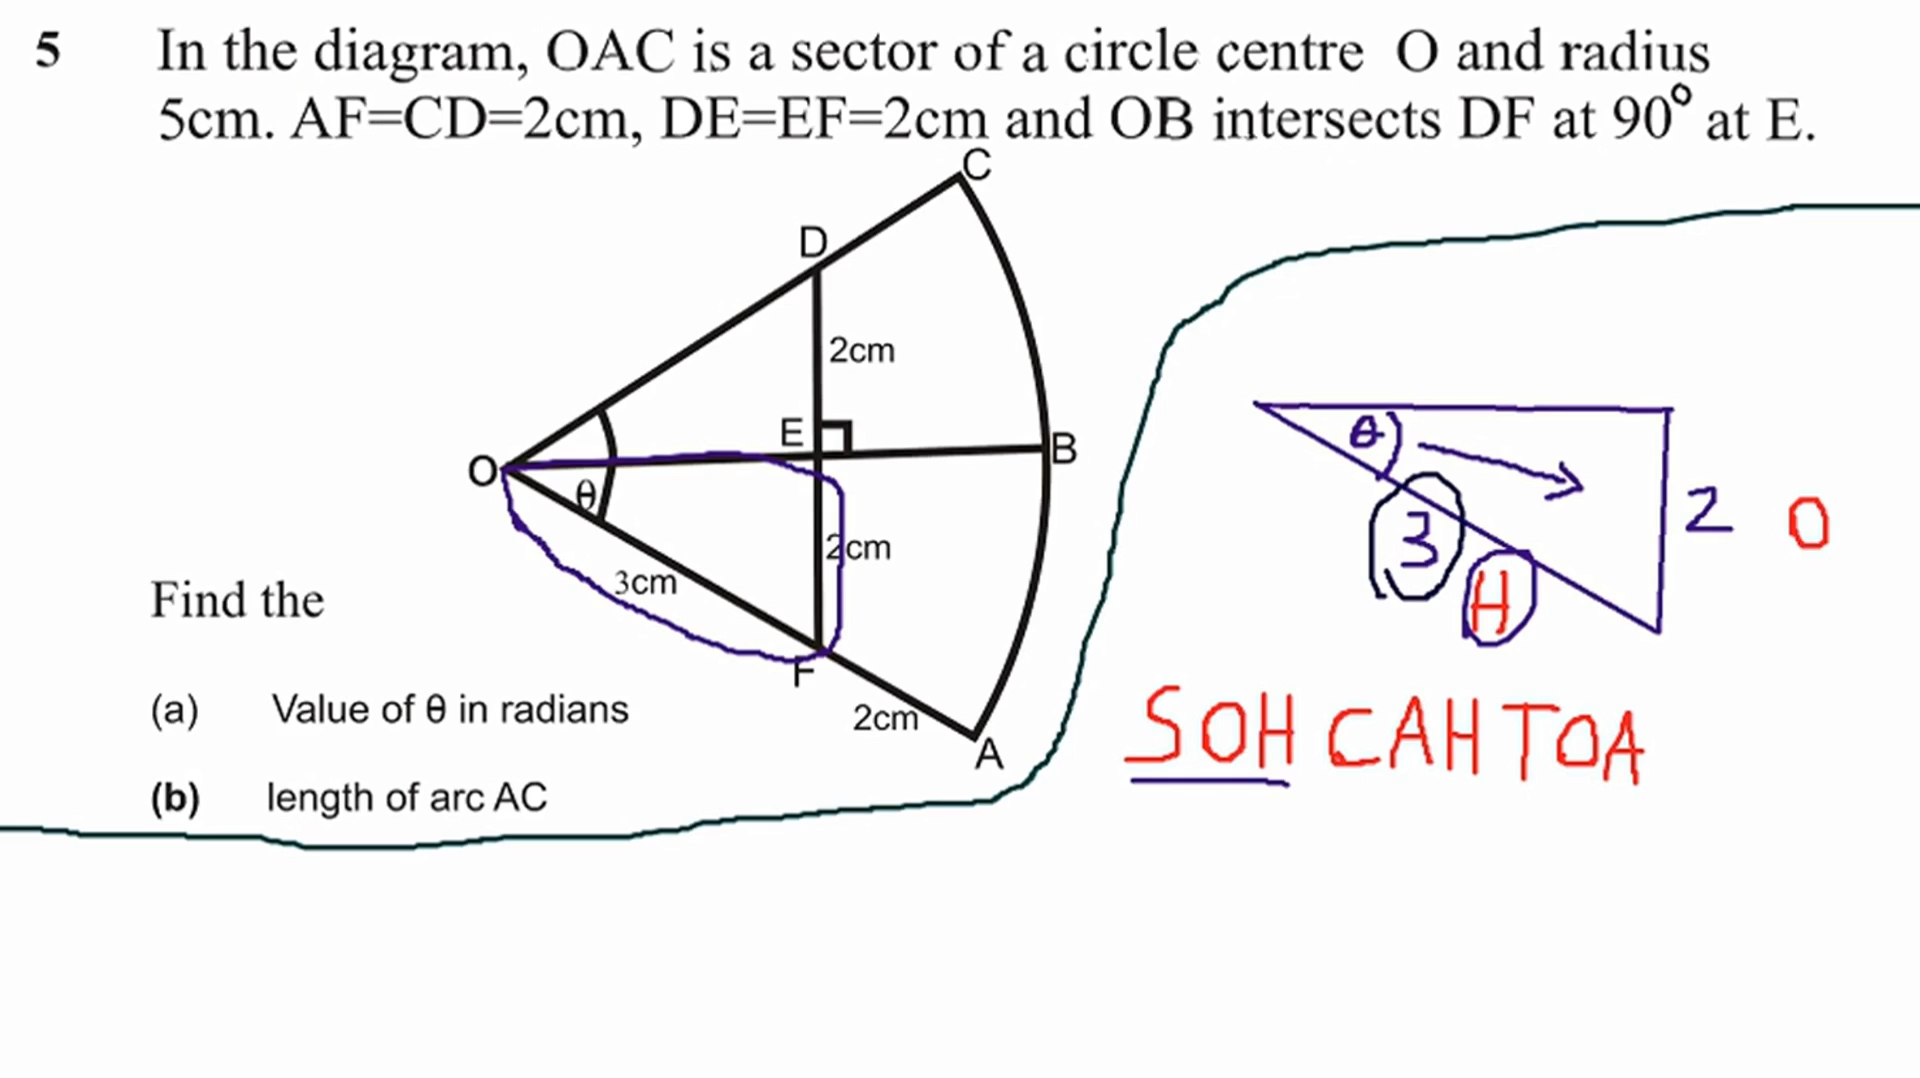 5 In the diagram, OAC is a sector of a circle centre O and radius
5cm. AF=CD=2cm, DE=EF=2cm and OB intersects DF at 90° at E.
C
D
2cm
E
B
O
θ
2cm
3cm
F
2cm
A
θ
3
2
O
H
SOH CAH TOA
Find the
(a) Value of θ in radians
(b) length of arc AC